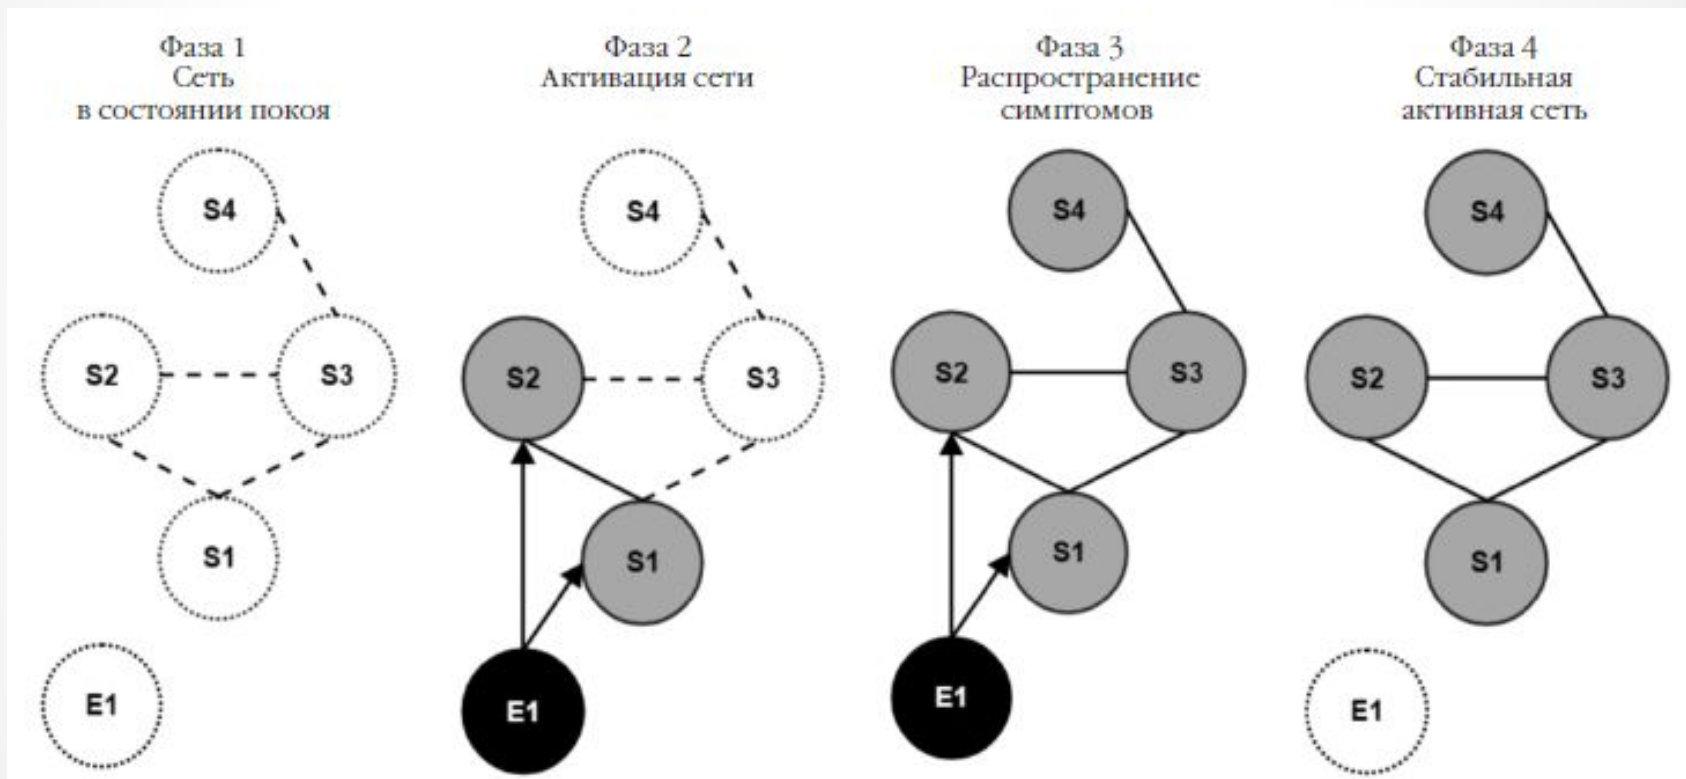 Фаза 1
Сеть
в состоянии покоя
S4
S2
S3
S1
E1
Фаза 2
Активация сети
S4
S2
S3
S1
E1
Фаза 3
Распространение
симптомов
S4
S2
S3
S1
E1
Фаза 4
Стабильная
активная сеть
S4
S2
S3
S1
E1